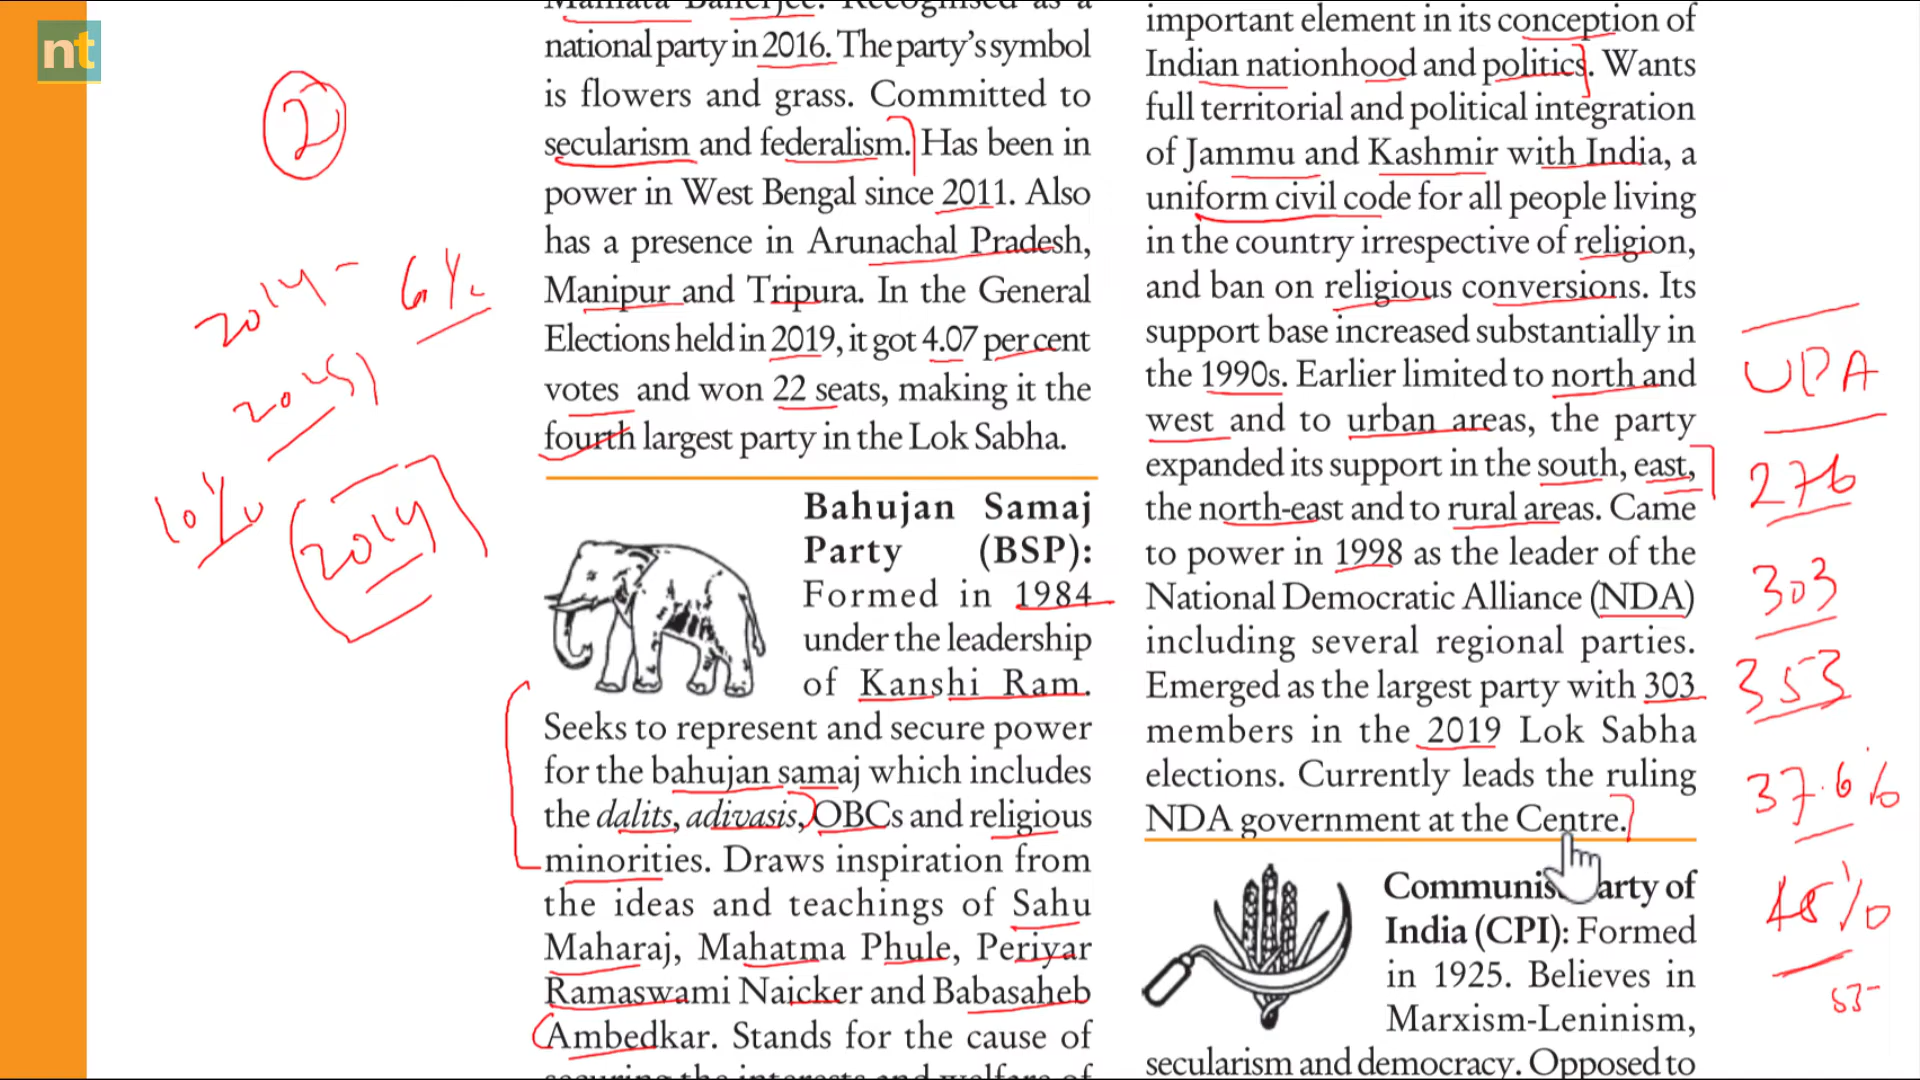 nt
2
2014 - 6%
10%
2014
Mamata Banerjee. Recognised as a
national party in 2016. The party's symbol
is flowers and grass. Committed to
secularism and federalism. Has been in
power in West Bengal since 2011. Also
has a presence in Arunachal Pradesh,
Manipur and Tripura. In the General
Elections held in 2019, it got 4.07 per cent
votes and won 22 seats, making it the
fourth largest party in the Lok Sabha.
Bahujan Samaj
Party (BSP):
Formed in 1984
under the leadership
of Kanshi Ram.
Seeks to represent and secure power
for the bahujan samaj which includes
the dalits, adivasis, OBCs and religious
minorities. Draws inspiration from
the ideas and teachings of Sahu
Maharaj, Mahatma Phule, Periyar
Ramaswami Naicker and Babasaheb
Ambedkar. Stands for the cause of
securing the interests and welfare of
important element in its conception of
Indian nationhood and politics. Wants
full territorial and political integration
of Jammu and Kashmir with India, a
uniform civil code for all people living
in the country irrespective of religion,
and ban on religious conversions. Its
support base increased substantially in
the 1990s. Earlier limited to north and
west and to urban areas, the party
expanded its support in the south, east,
the north-east and to rural areas. Came
to power in 1998 as the leader of the
National Democratic Alliance (NDA)
including several regional parties.
Emerged as the largest party with 303
members in the 2019 Lok Sabha
elections. Currently leads the ruling
NDA government at the Centre.
Communist Party of
India (CPI): Formed
in 1925. Believes in
Marxism-Leninism,
secularism and democracy. Opposed to
UPA
276
303
353
37.6%